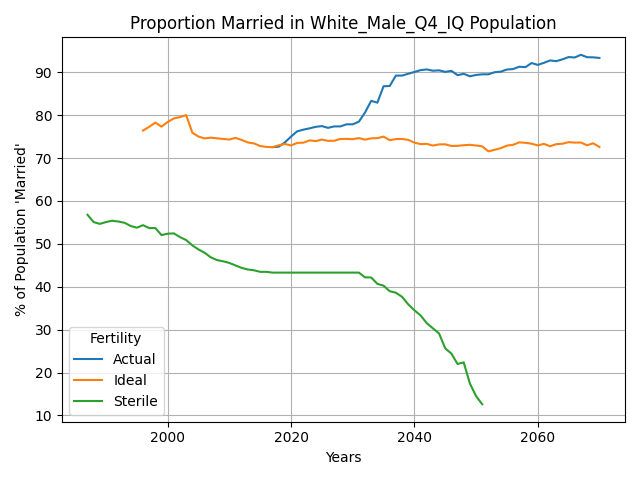 Proportion Married in White_Male_Q4_IQ Population
% of Population 'Married'
90
80
70
60
50
40
30
20
10
Fertility
Actual
Ideal
Sterile
2000
2020
2040
2060
Years